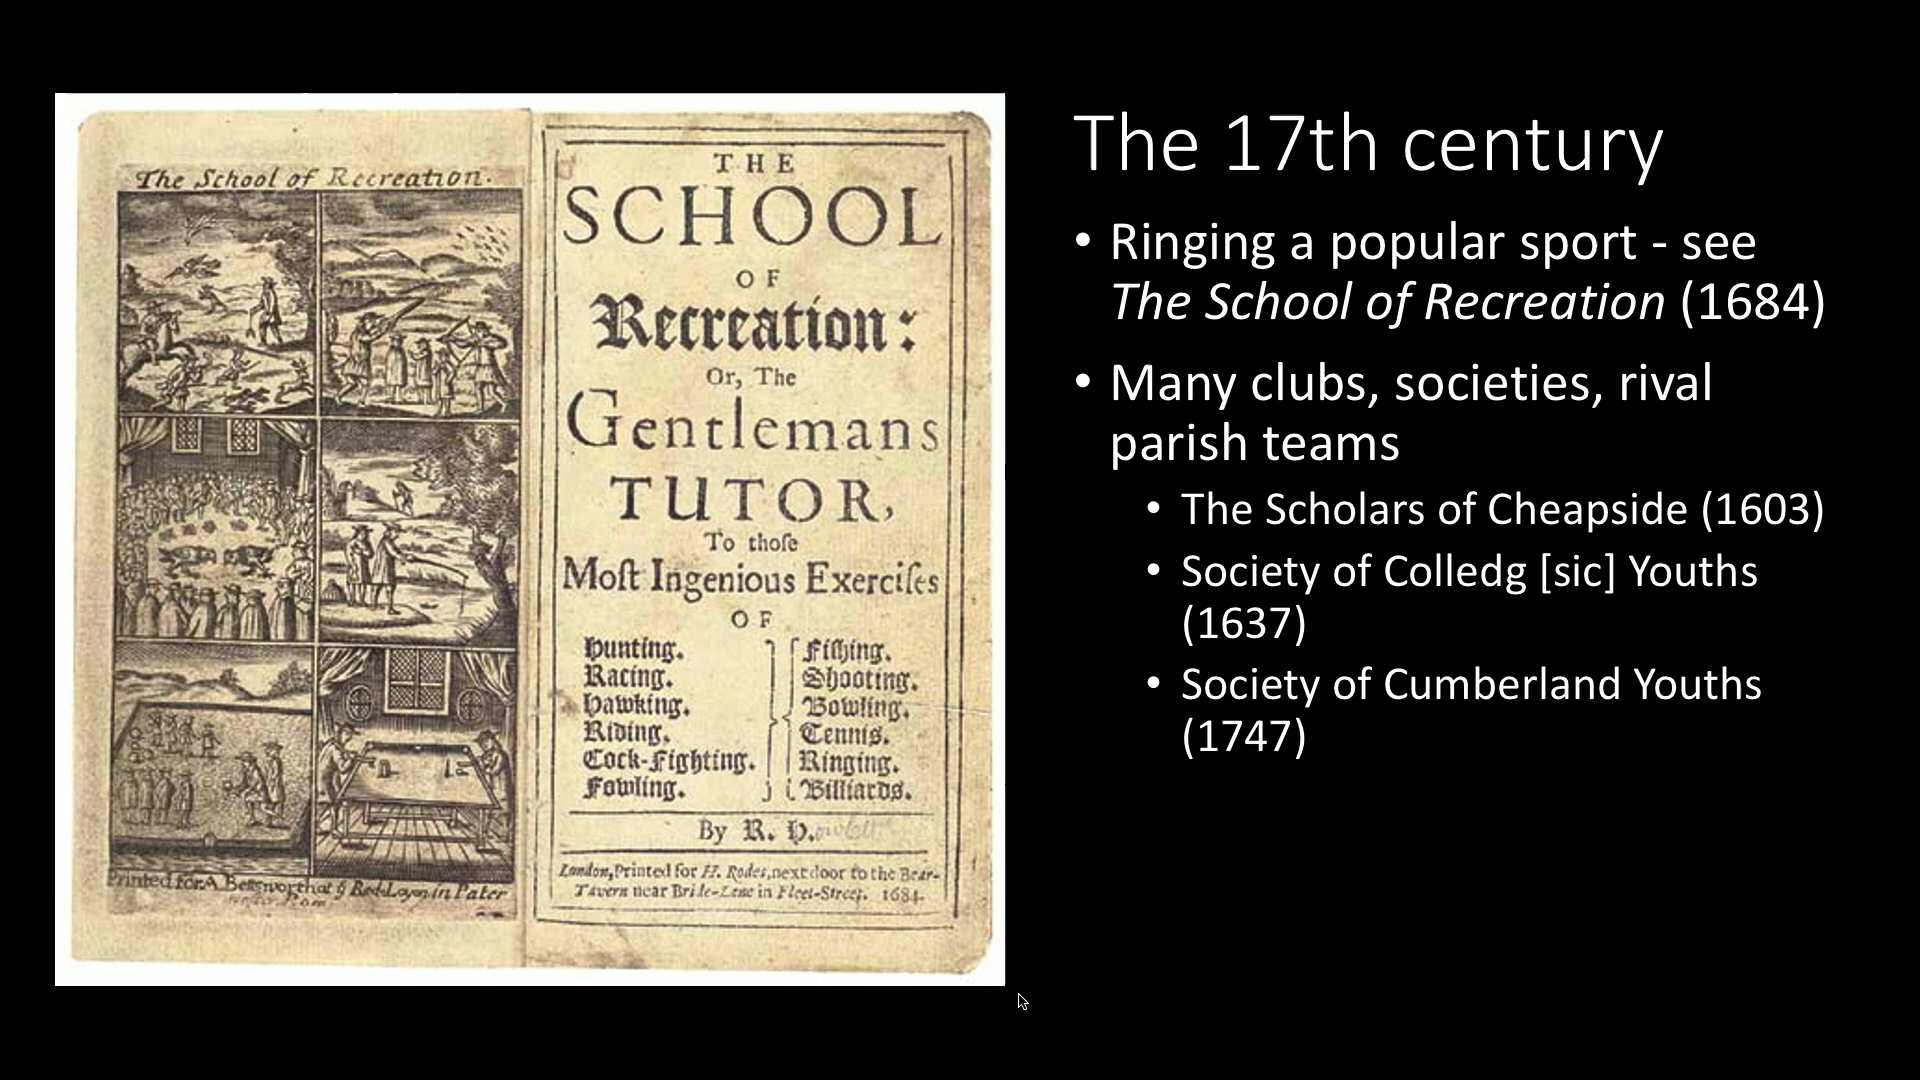 The School of Recreation.
Printed for A. Bettsworth at ye Red-Lyon in Pater
THE
SCHOOL
OF
Recreation:
Or, The
Gentlemans
TUTOR,
To thoſe
Moſt Ingenious Exerciſes
OF
Hunting.
Racing.
Hawking.
Riding.
Cock-Fighting.
Fowling.
Fiſhing.
Shooting.
Bowling.
Tennis.
Ringing.
Billiards.
By R. H.
London, Printed for H. Rodes, next door to the Bear-
Tavern near Bride-Lane in Fleet-Street. 1684.
The 17th century
• Ringing a popular sport - see
The School of Recreation (1684)
• Many clubs, societies, rival
parish teams
• The Scholars of Cheapside (1603)
• Society of Colledg [sic] Youths
(1637)
• Society of Cumberland Youths
(1747)